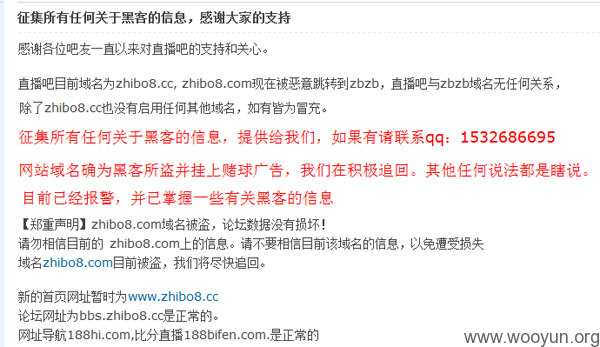 征集所有任何关于黑客的信息，感谢大家的支持
感谢各位吧友一直以来对直播吧的支持和关心。
直播吧目前域名为zhibo8.cc, zhibo8.com现在被恶意跳转到zbzb，直播吧与zbzb域名无任何关系，
除了zhibo8.cc也没有启用任何其他域名，如有皆为冒充。
征集所有任何关于黑客的信息，提供给我们，如果有请联系qq：1532686695
网站域名确为黑客所盗并挂上赌球广告，我们在积极追回。其他任何说法都是瞎说。
目前已经报警，并已掌握一些有关黑客的信息
【郑重声明】zhibo8.com域名被盗，论坛数据没有损坏！
请勿相信目前的 zhibo8.com上的信息。请不要相信目前该域名的信息，以免遭受损失
域名zhibo8.com目前被盗，我们将尽快追回。
新的首页网址暂时为www.zhibo8.cc
论坛网址为bbs.zhibo8.cc是正常的。
网址导航188hi.com,比分直播188bifen.com.是正常的
www.wooyun.org